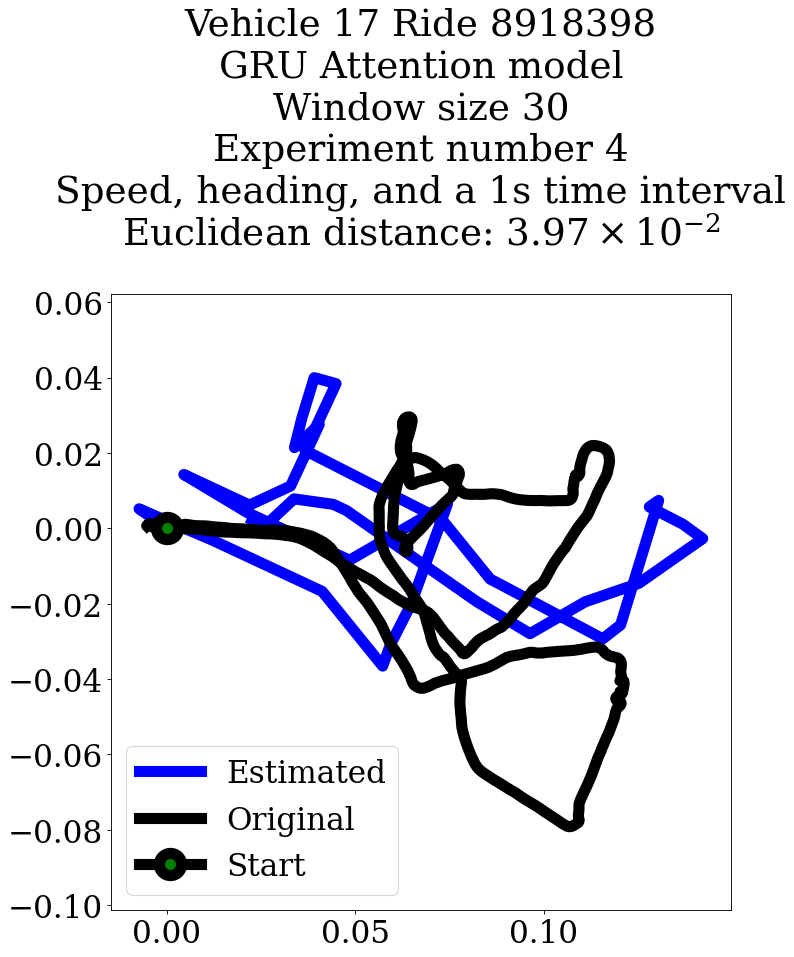 Vehicle 17 Ride 8918398
GRU Attention model
Window size 30
Experiment number 4
Speed, heading, and a 1s time interval
Euclidean distance: 3.97 × 10⁻²
0.06
0.04
0.02
0.00
−0.02
−0.04
−0.06
−0.08
−0.10
Estimated
Original
Start
0.00 0.05 0.10